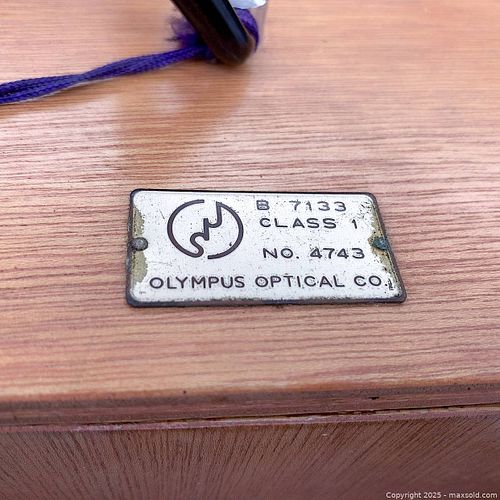 B 7133
CLASS 1
NO. 4743
OLYMPUS OPTICAL CO.
Copyright © 2025 - maxsold.com